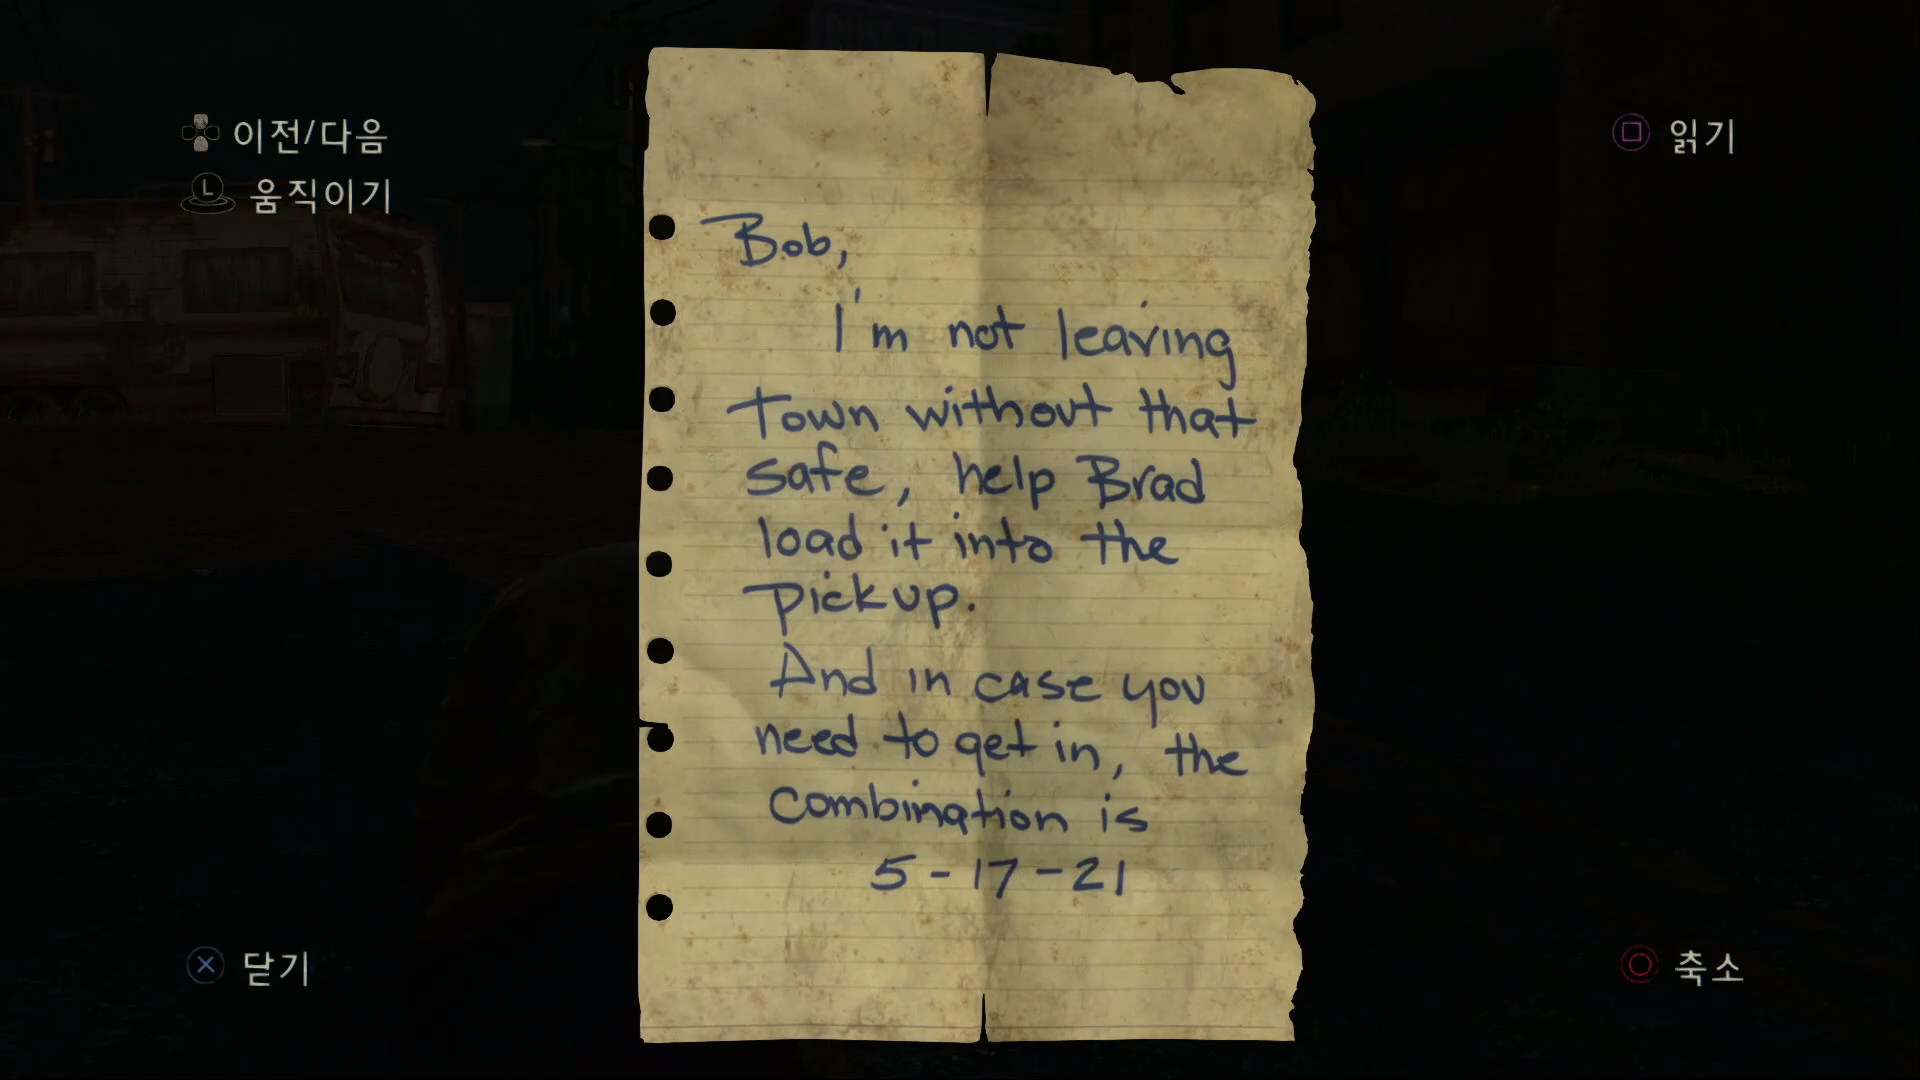 이전/다음
L 움직이기
읽기
Bob,
I'm not leaving
Town without that
safe, help Brad
load it into the
pickup.
And in case you
need to get in, the
combination is
5-17-21
닫기
축소